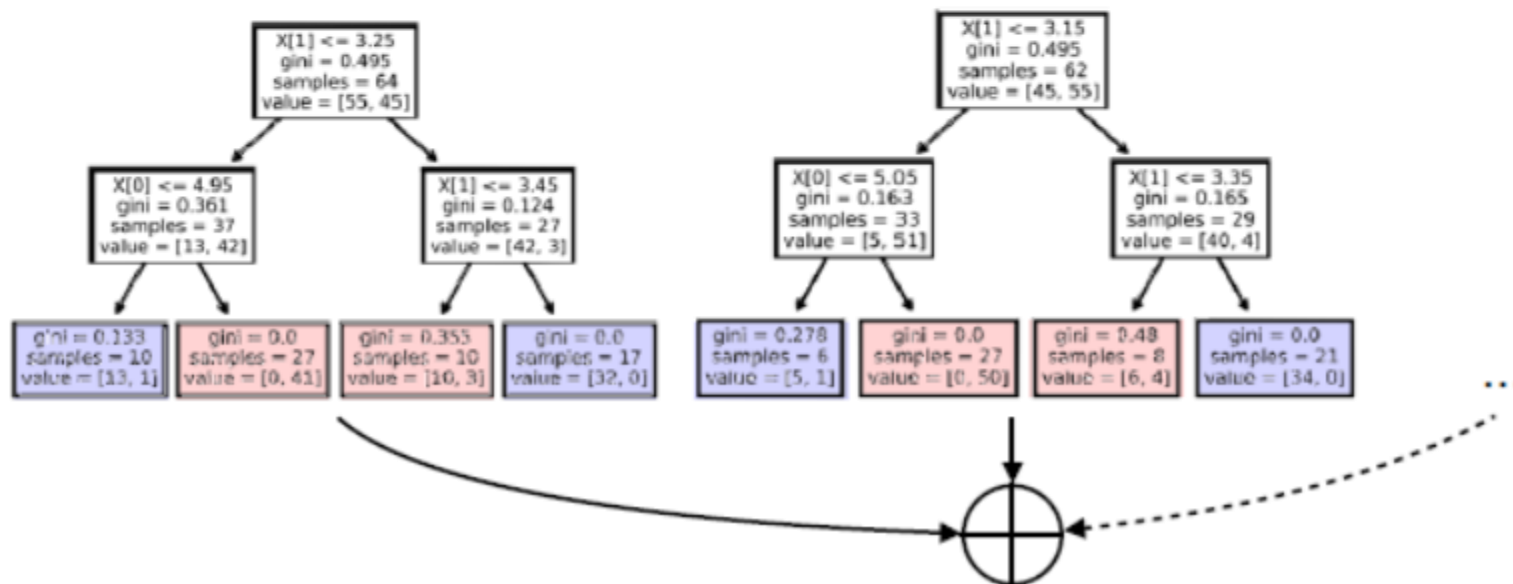 X[1] <= 3.25
gini = 0.495
samples = 64
value = [55, 45]
X[0] <= 4.95
gini = 0.361
samples = 37
value = [13, 42]
X[1] <= 3.45
gini = 0.124
samples = 27
value = [42, 3]
gini = 0.133
samples = 10
value = [13, 1]
gini = 0.0
samples = 27
value = [0, 41]
gini = 0.355
samples = 10
value = [10, 3]
gini = 0.0
samples = 17
value = [32, 0]
X[1] <= 3.15
gini = 0.495
samples = 62
value = [45, 55]
X[0] <= 5.05
gini = 0.163
samples = 33
value = [5, 51]
X[1] <= 3.35
gini = 0.165
samples = 29
value = [40, 4]
gini = 0.278
samples = 6
value = [5, 1]
gini = 0.0
samples = 27
value = [0, 50]
gini = 0.48
samples = 8
value = [6, 4]
gini = 0.0
samples = 21
value = [34, 0]
..